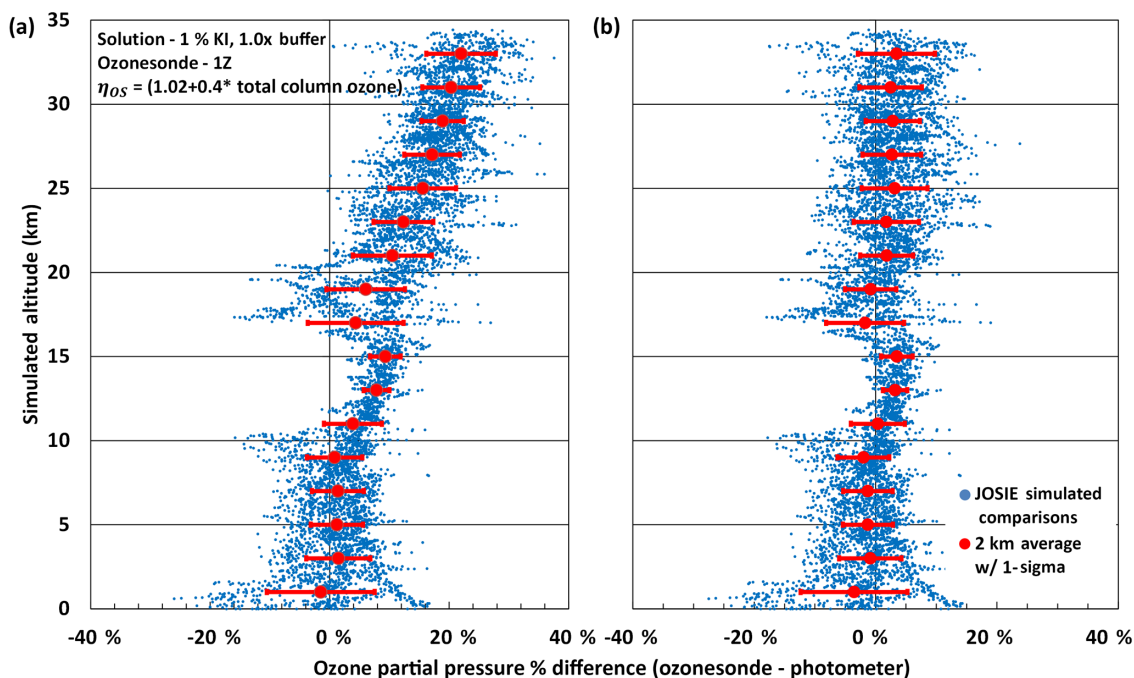 (a)
Solution - 1 % KI, 1.0x buffer
Ozonesonde - 1Z
η_OS = (1.02+0.4* total column ozone)
(b)
35
30
25
20
15
10
5
0
Simulated altitude (km)
JOSIE simulated
comparisons
2 km average
w/ 1-sigma
-40 %
-20 %
0 %
20 %
40 %
-40 %
-20 %
0 %
20 %
40 %
Ozone partial pressure % difference (ozonesonde - photometer)